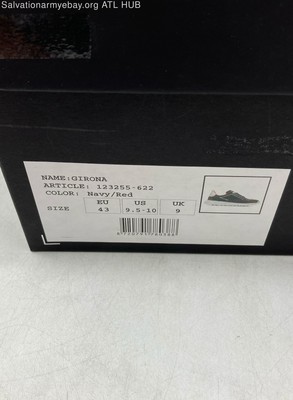 Salvationarmyebay.org ATL HUB
NAME:GIRONA
ARTICLE: 123255-622
COLOR: Navy/Red
SIZE EU US UK
43 9.5-10 9